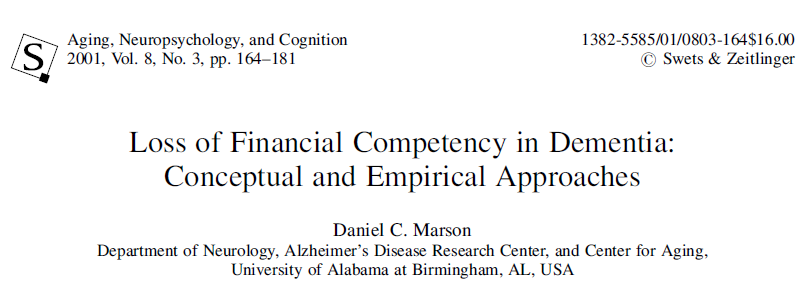 S
Aging, Neuropsychology, and Cognition
2001, Vol. 8, No. 3, pp. 164–181
1382-5585/01/0803-164$16.00
© Swets & Zeitlinger
Loss of Financial Competency in Dementia:
Conceptual and Empirical Approaches
Daniel C. Marson
Department of Neurology, Alzheimer's Disease Research Center, and Center for Aging,
University of Alabama at Birmingham, AL, USA